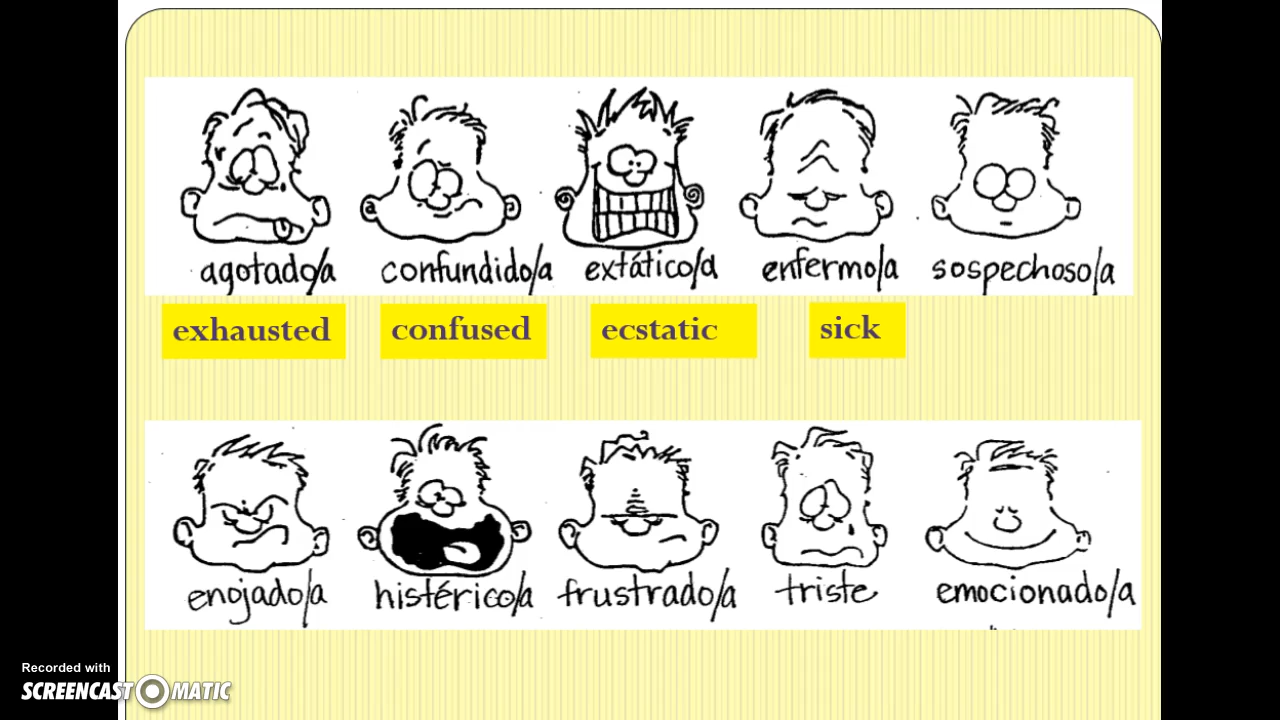 agotado/a confundido/a extático/a enfermo/a sospechoso/a
exhausted confused ecstatic sick
enojado/a histérico/a frustrado/a triste emocionado/a
Recorded with
SCREENCAST MATIC